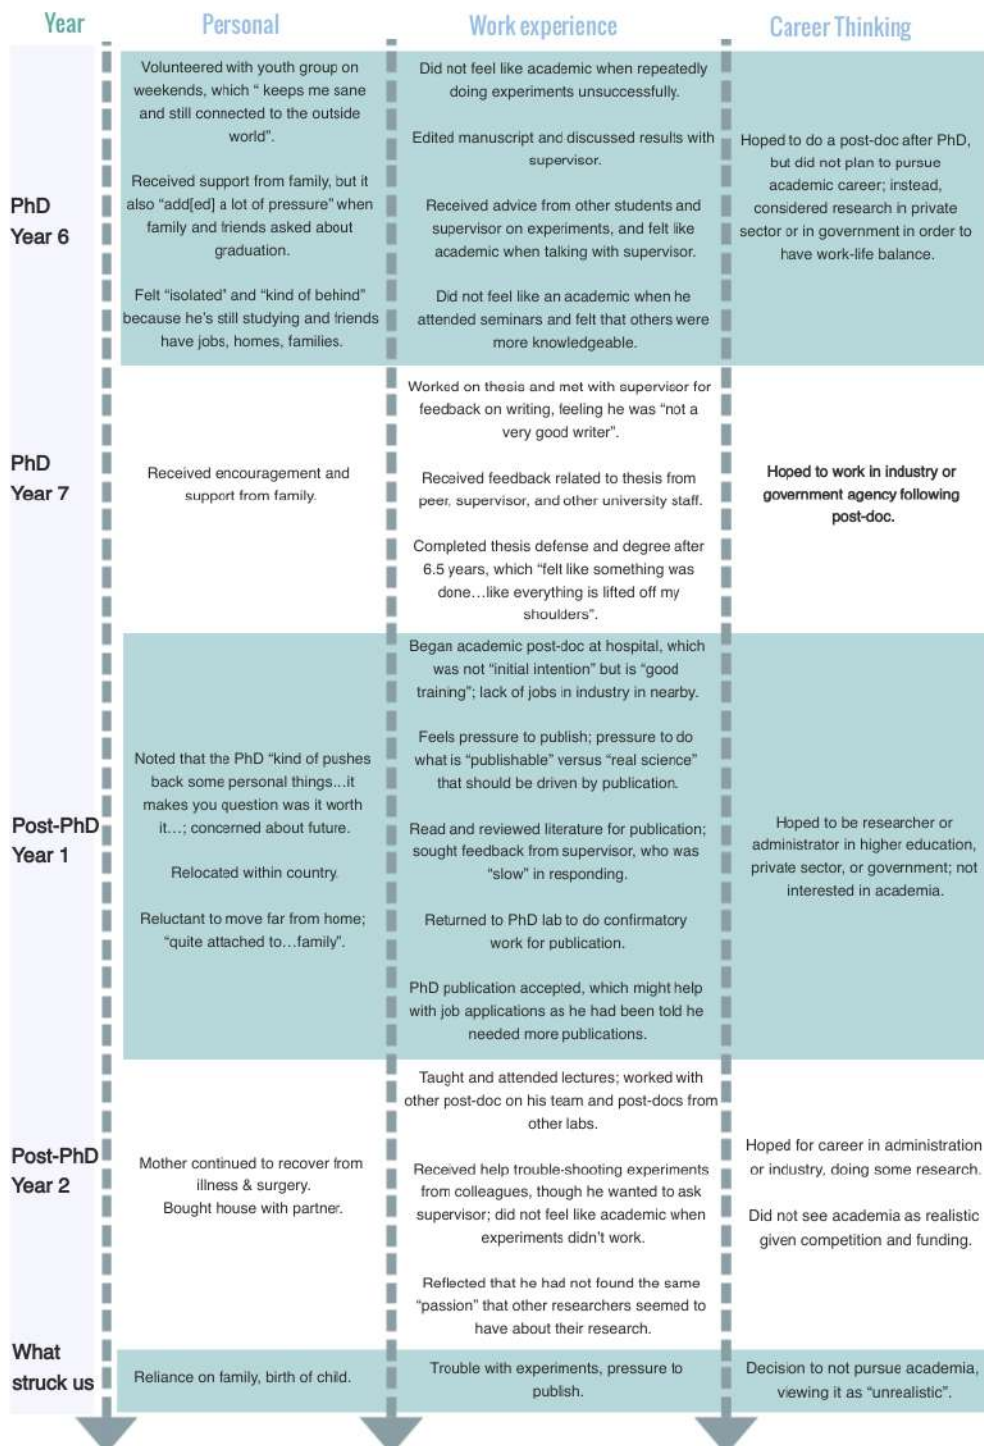 Year
Personal
Work experience
Career Thinking
PhD
Year 6
Volunteered with youth group on
weekends, which “ keeps me sane
and still connected to the outside
world”.
Received support from family, but it
also “add[ed] a lot of pressure” when
family and friends asked about
graduation.
Felt “isolated” and “kind of behind”
because he’s still studying and friends
have jobs, homes, families.
Did not feel like academic when repeatedly
doing experiments unsuccessfully.
Edited manuscript and discussed results with
supervisor.
Received advice from other students and
supervisor on experiments, and felt like
academic when talking with supervisor.
Did not feel like an academic when he
attended seminars and felt that others were
more knowledgeable.
Hoped to do a post-doc after PhD,
but did not plan to pursue
academic career; instead,
considered research in private
sector or in government in order to
have work-life balance.
PhD
Year 7
Received encouragement and
support from family.
Worked on thesis and met with supervisor for
feedback on writing, feeling he was “not a
very good writer”.
Received feedback related to thesis from
peer, supervisor, and other university staff.
Completed thesis defense and degree after
6.5 years, which “felt like something was
done…like everything is lifted off my
shoulders”.
Hoped to work in industry or
government agency following
post-doc.
Post-PhD
Year 1
Noted that the PhD “kind of pushes
back some personal things...it
makes you question was it worth
it…; concerned about future.
Relocated within country.
Reluctant to move far from home;
“quite attached to…family”.
Began academic post-doc at hospital, which
was not “initial intention” but is “good
training”; lack of jobs in industry in nearby.
Feels pressure to publish; pressure to do
what is “publishable” versus “real science”
that should be driven by publication.
Read and reviewed literature for publication;
sought feedback from supervisor, who was
“slow” in responding.
Returned to PhD lab to do confirmatory
work for publication.
PhD publication accepted, which might help
with job applications as he had been told he
needed more publications.
Hoped to be researcher or
administrator in higher education,
private sector, or government; not
interested in academia.
Post-PhD
Year 2
Mother continued to recover from
illness & surgery.
Bought house with partner.
Taught and attended lectures; worked with
other post-doc on his team and post-docs from
other labs.
Received help trouble-shooting experiments
from colleagues, though he wanted to ask
supervisor; did not feel like academic when
experiments didn’t work.
Reflected that he had not found the same
“passion” that other researchers seemed to
have about their research.
Hoped for career in administration
or industry, doing some research.
Did not see academia as realistic
given competition and funding.
What
struck us
Reliance on family, birth of child.
Trouble with experiments, pressure to
publish.
Decision to not pursue academia,
viewing it as “unrealistic”.